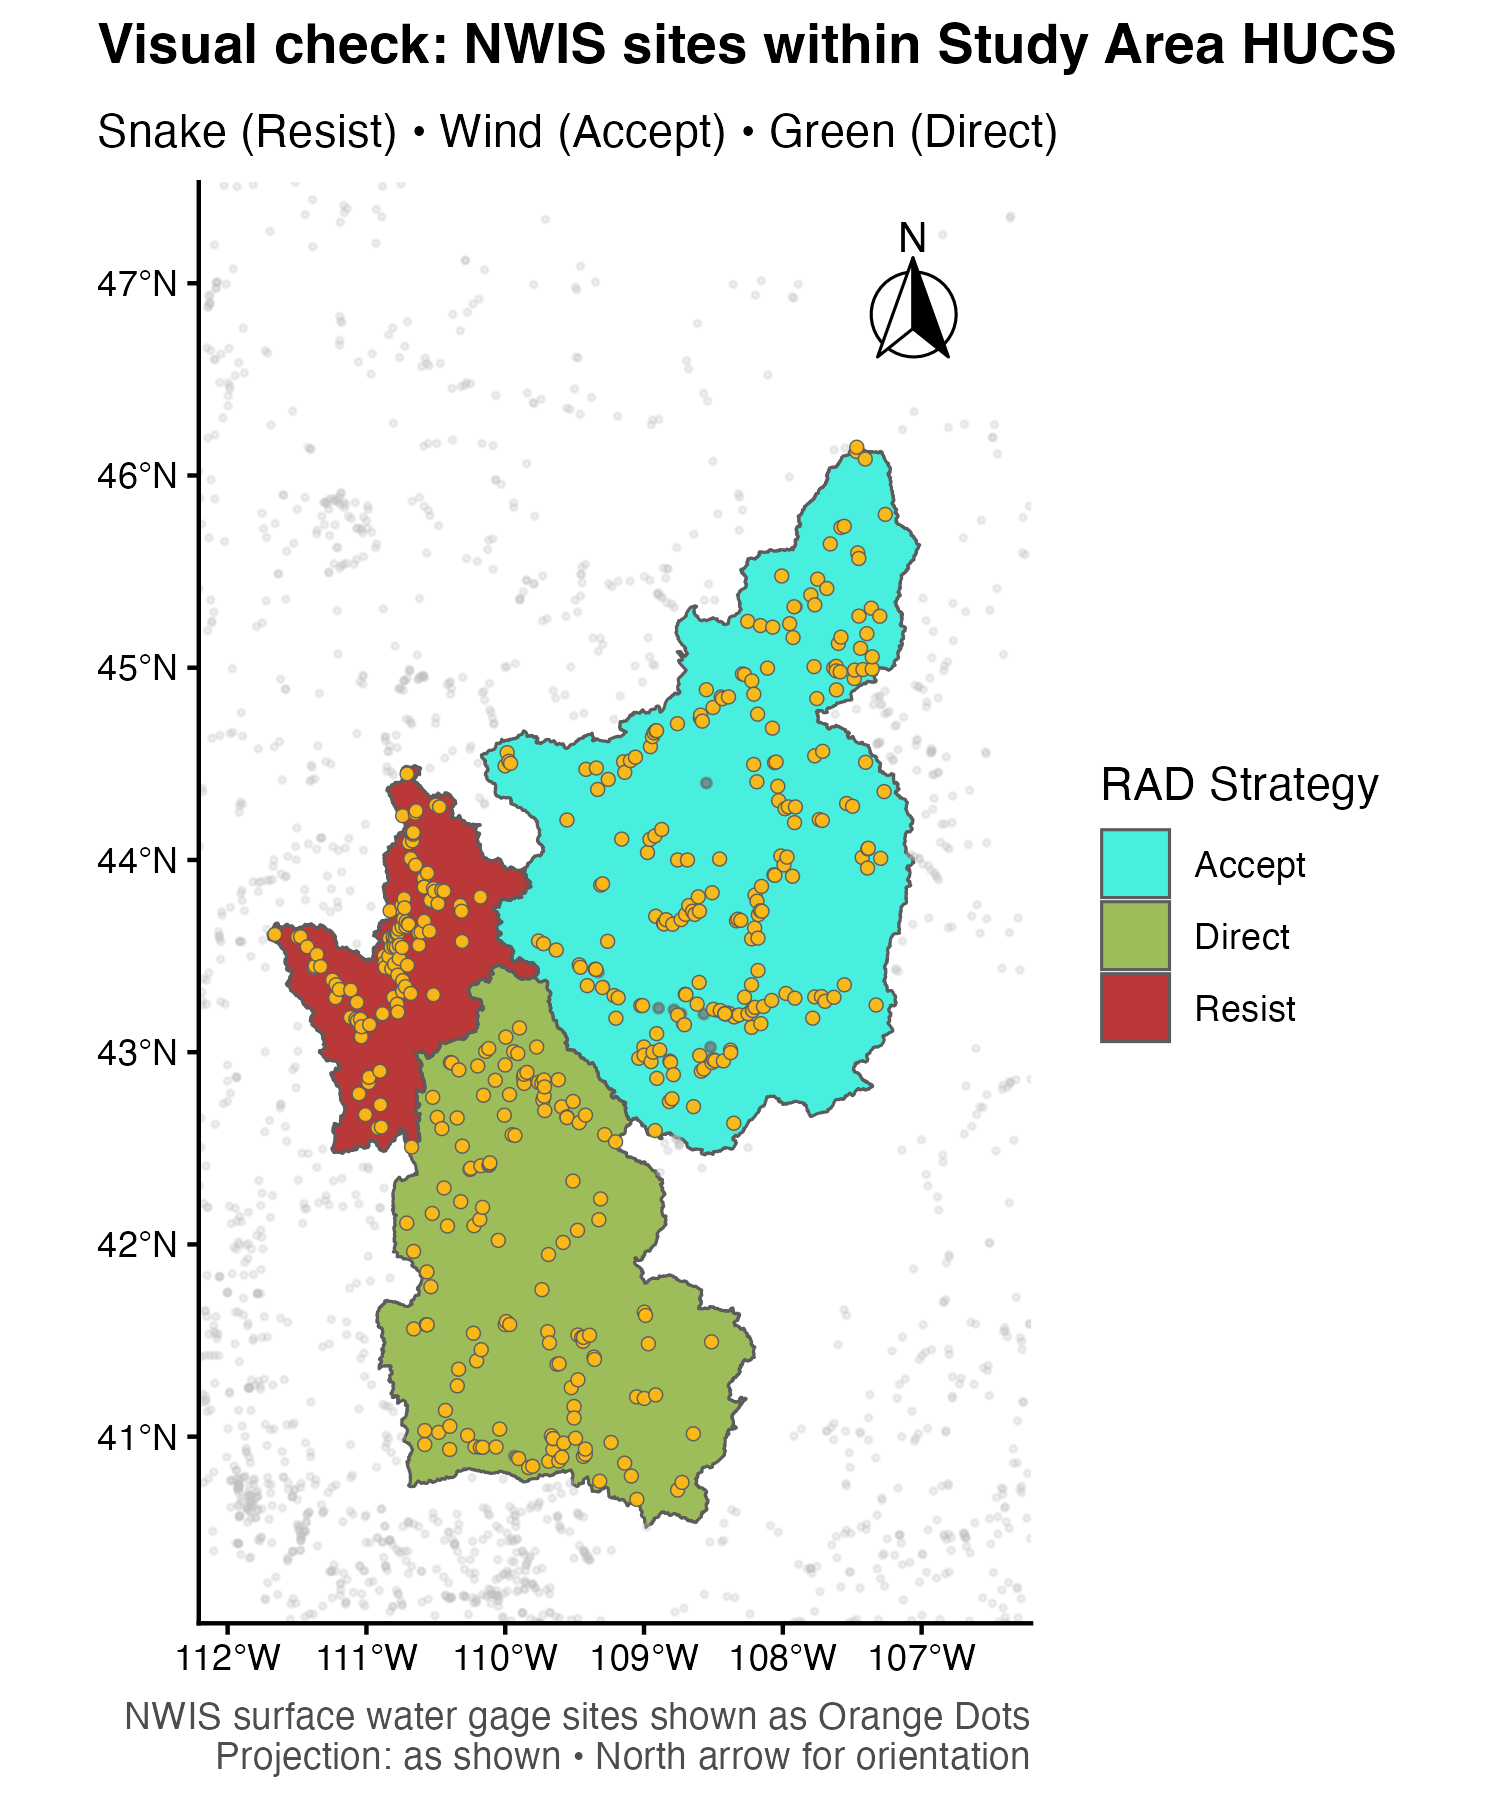 Visual check: NWIS sites within Study Area HUCS
Snake (Resist) • Wind (Accept) • Green (Direct)
N
47°N
46°N
45°N
44°N
43°N
42°N
41°N
112°W
111°W
110°W
109°W
108°W
107°W
RAD Strategy
Accept
Direct
Resist
NWIS surface water gage sites shown as Orange Dots
Projection: as shown • North arrow for orientation